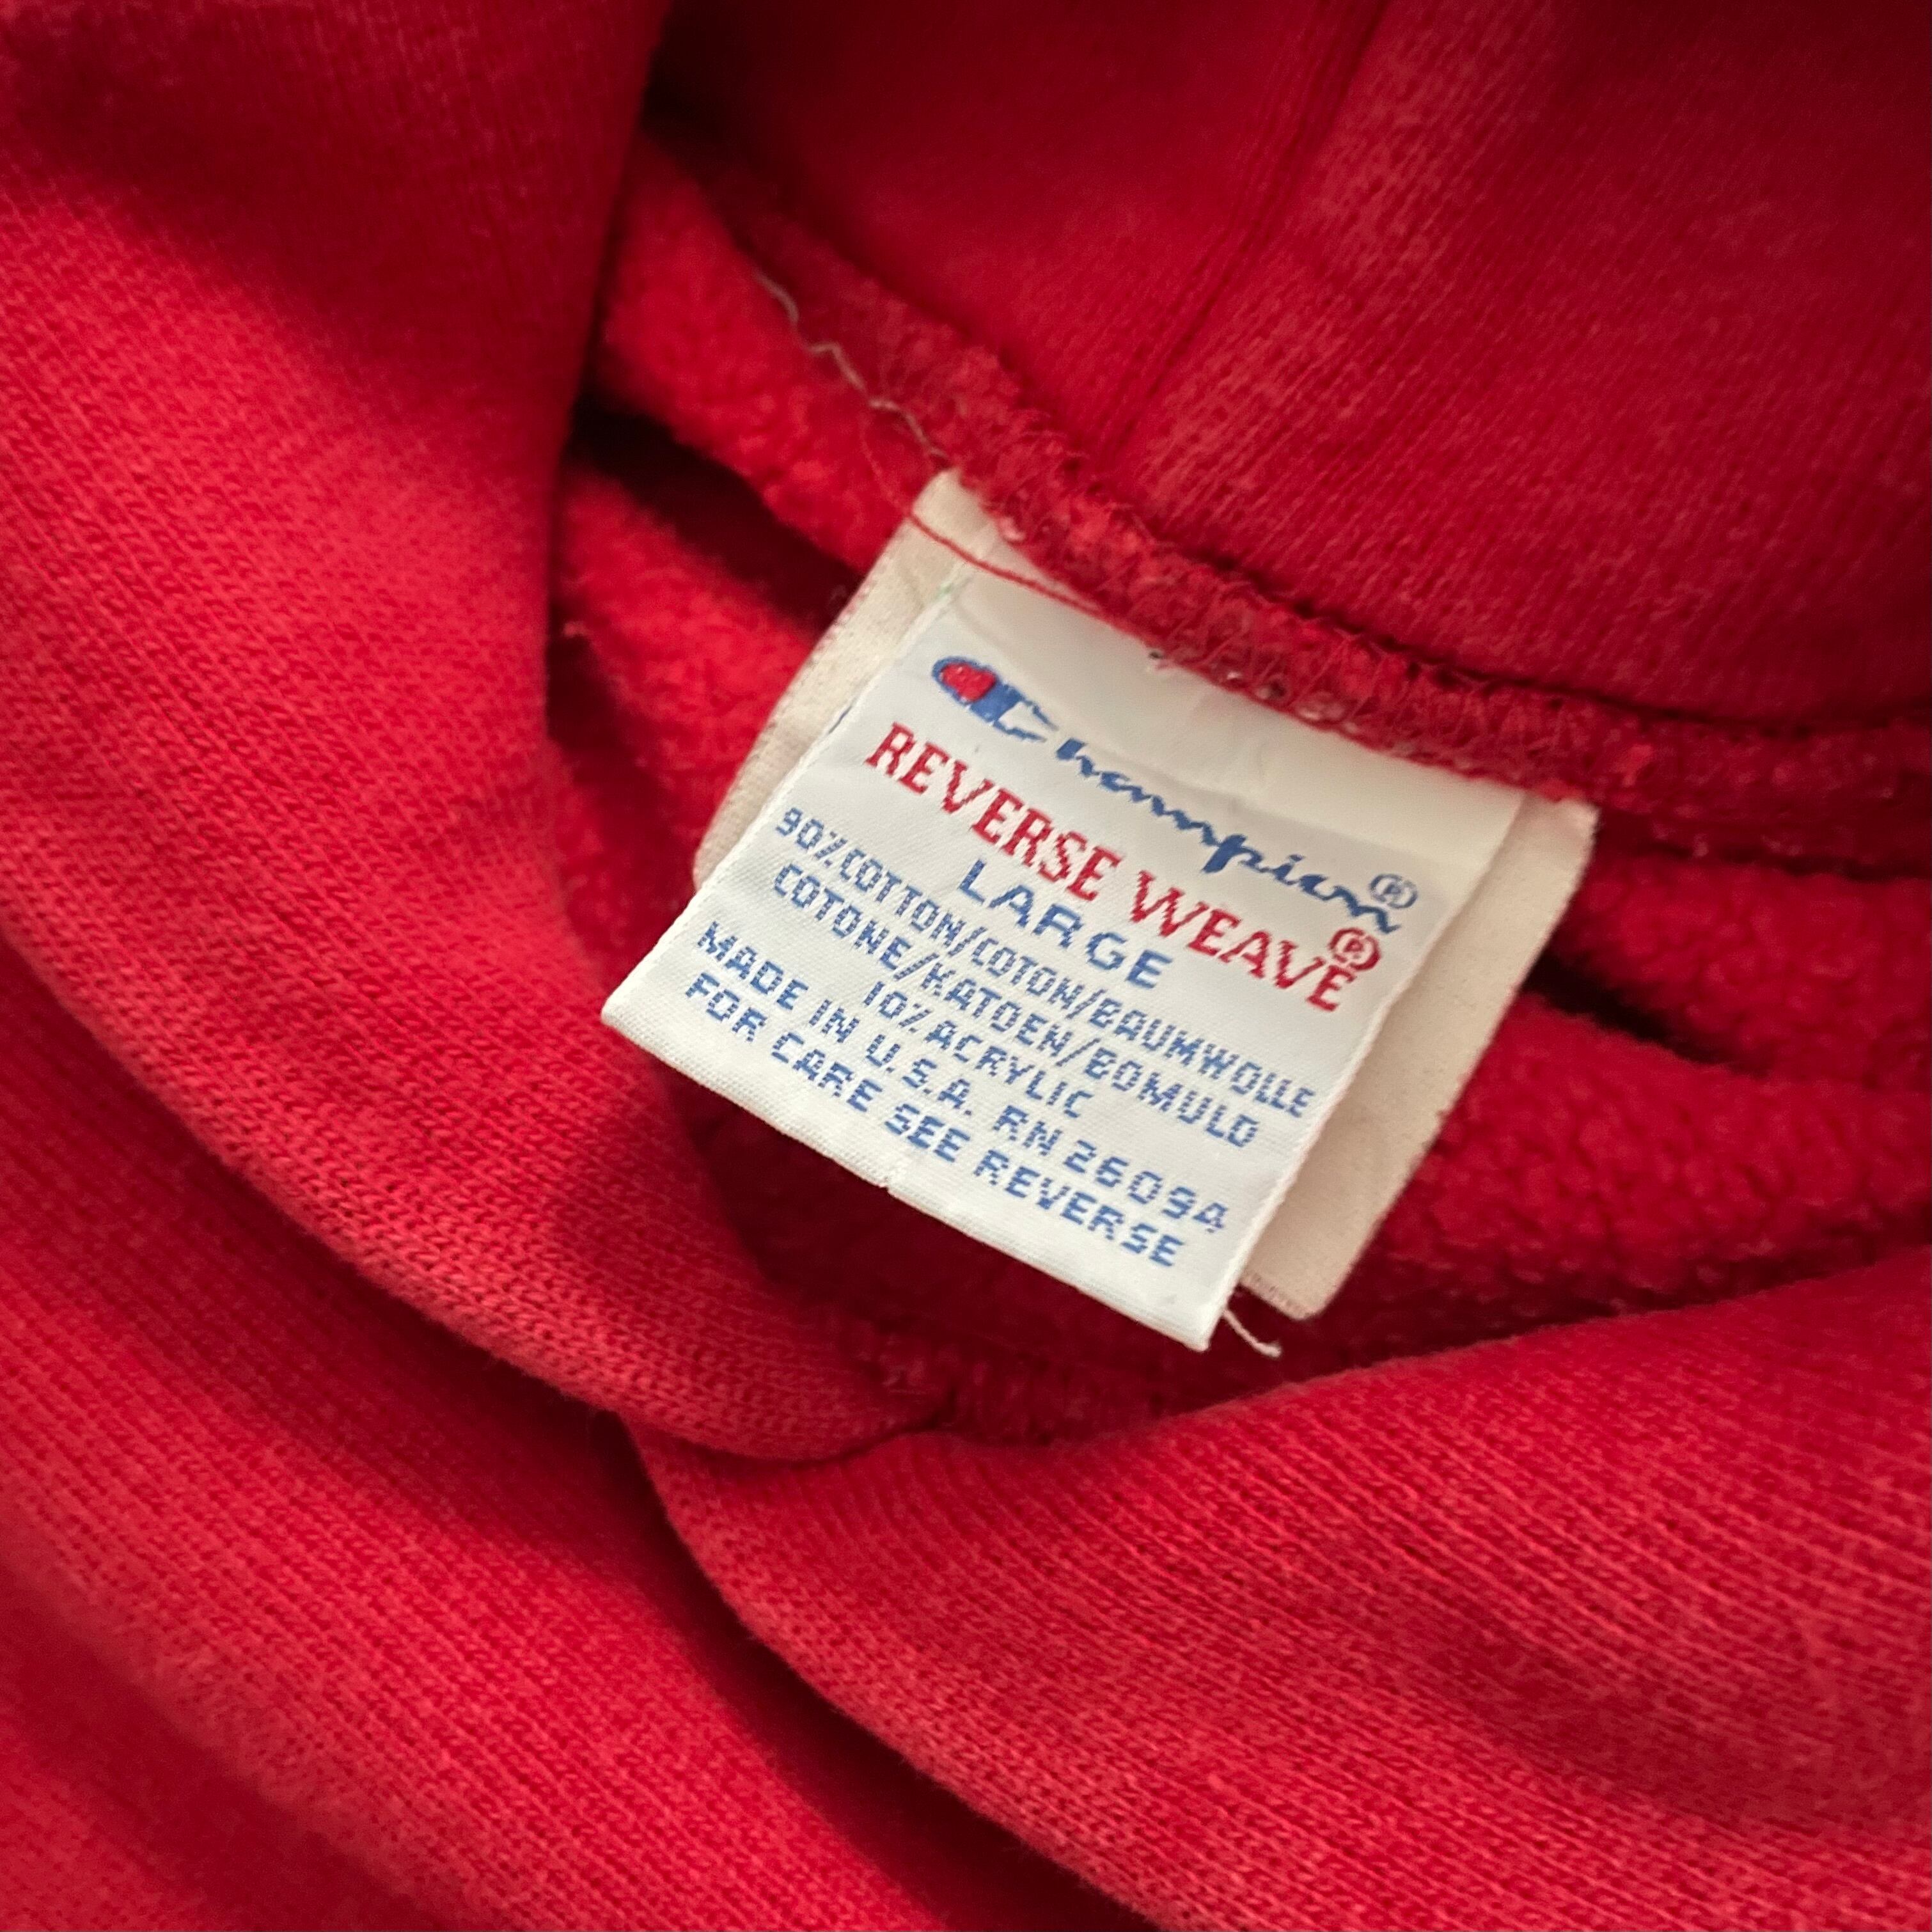 Champion®
REVERSE WEAVE®
LARGE
90%COTTON/COTON/BAUMWOLLE
COTONE/KATOEN/BOMULD
10%ACRYLIC
MADE IN U.S.A. RN 26094
FOR CARE SEE REVERSE